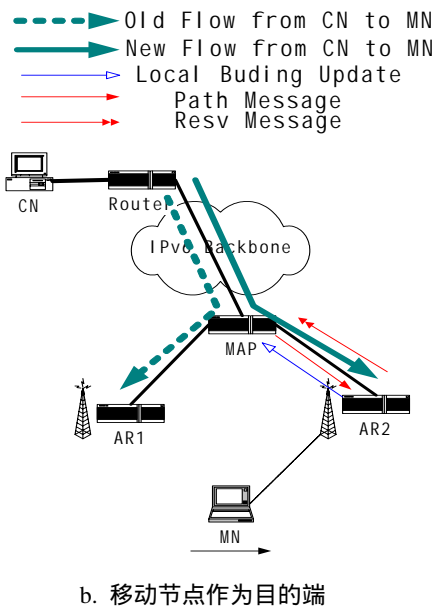 Old Flow from CN to MN
New Flow from CN to MN
Local Buding Update
Path Message
Resv Message
CN
Router
IPv6 Backbone
MAP
AR1
AR2
MN
b. 移动节点作为目的端